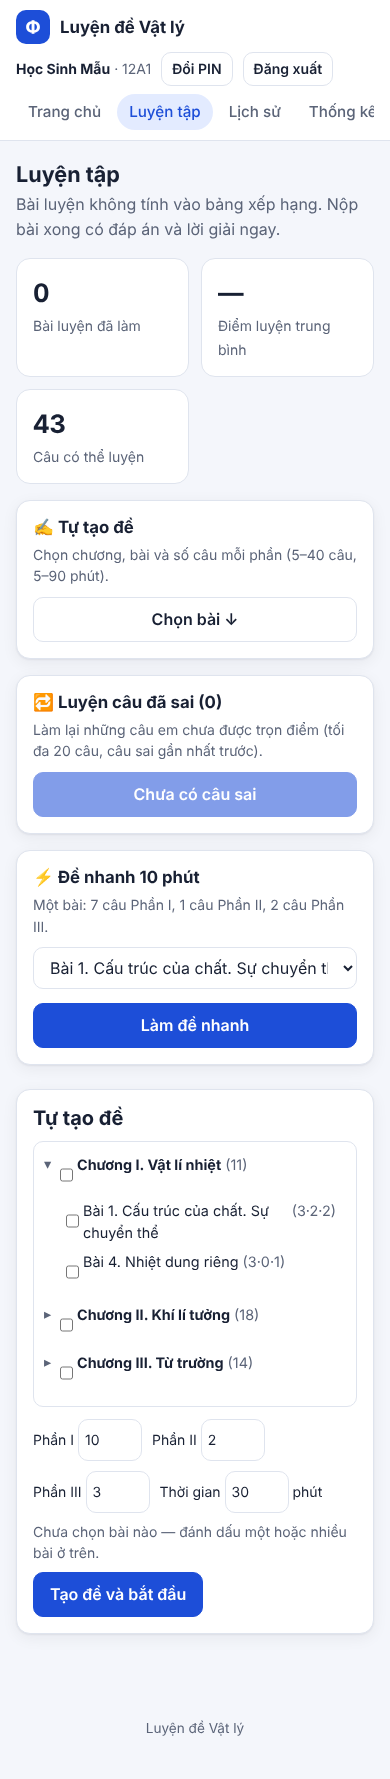 Φ Luyện đề Vật lý
Học Sinh Mẫu · 12A1 Đổi PIN Đăng xuất
Trang chủ Luyện tập Lịch sử Thống kê
Luyện tập
Bài luyện không tính vào bảng xếp hạng. Nộp
bài xong có đáp án và lời giải ngay.
0
Bài luyện đã làm
—
Điểm luyện trung
bình
43
Câu có thể luyện
✍️ Tự tạo đề
Chọn chương, bài và số câu mỗi phần (5–40 câu,
5–90 phút).
Chọn bài ↓
🔁 Luyện câu đã sai (0)
Làm lại những câu em chưa được trọn điểm (tối
đa 20 câu, câu sai gần nhất trước).
Chưa có câu sai
⚡ Đề nhanh 10 phút
Một bài: 7 câu Phần I, 1 câu Phần II, 2 câu Phần
III.
Bài 1. Cấu trúc của chất. Sự chuyển
Làm đề nhanh
Tự tạo đề
▾ Chương I. Vật lí nhiệt (11)
Bài 1. Cấu trúc của chất. Sự (3·2·2)
chuyển thể
Bài 4. Nhiệt dung riêng (3·0·1)
▸ Chương II. Khí lí tưởng (18)
▸ Chương III. Từ trường (14)
Phần I 10 Phần II 2
Phần III 3 Thời gian 30 phút
Chưa chọn bài nào — đánh dấu một hoặc nhiều
bài ở trên.
Tạo đề và bắt đầu
Luyện đề Vật lý